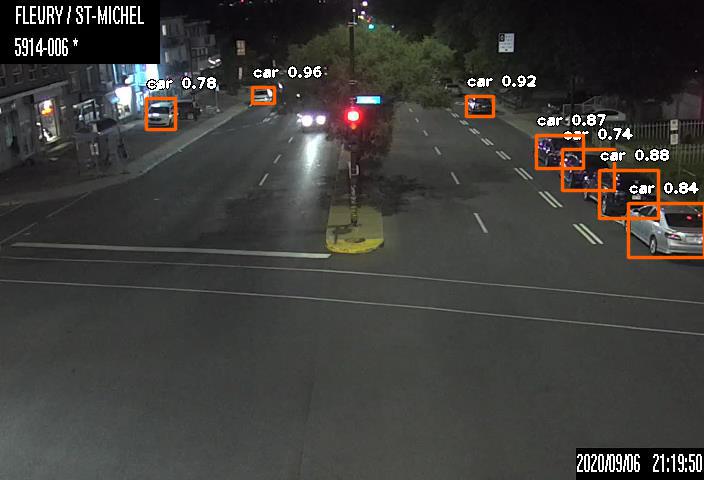 FLEURY / ST-MICHEL
5914-006 *
car 0.78
car 0.96
car 0.92
car 0.87
car 0.74
car 0.88
car 0.84
2020/09/06 21:19:50